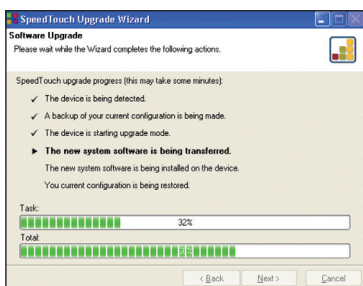 SpeedTouch Upgrade Wizard
Software Upgrade
Please wait while the Wizard completes the following actions.
SpeedTouch upgrade progress (this may take some minutes):
✓ The device is being detected.
✓ A backup of your current configuration is being made.
✓ The device is starting upgrade mode.
▶ The new system software is being transferred.
The new system software is being installed on the device.
You current configuration is being restored.
Task:
32%
Total:
< Back Next > Cancel